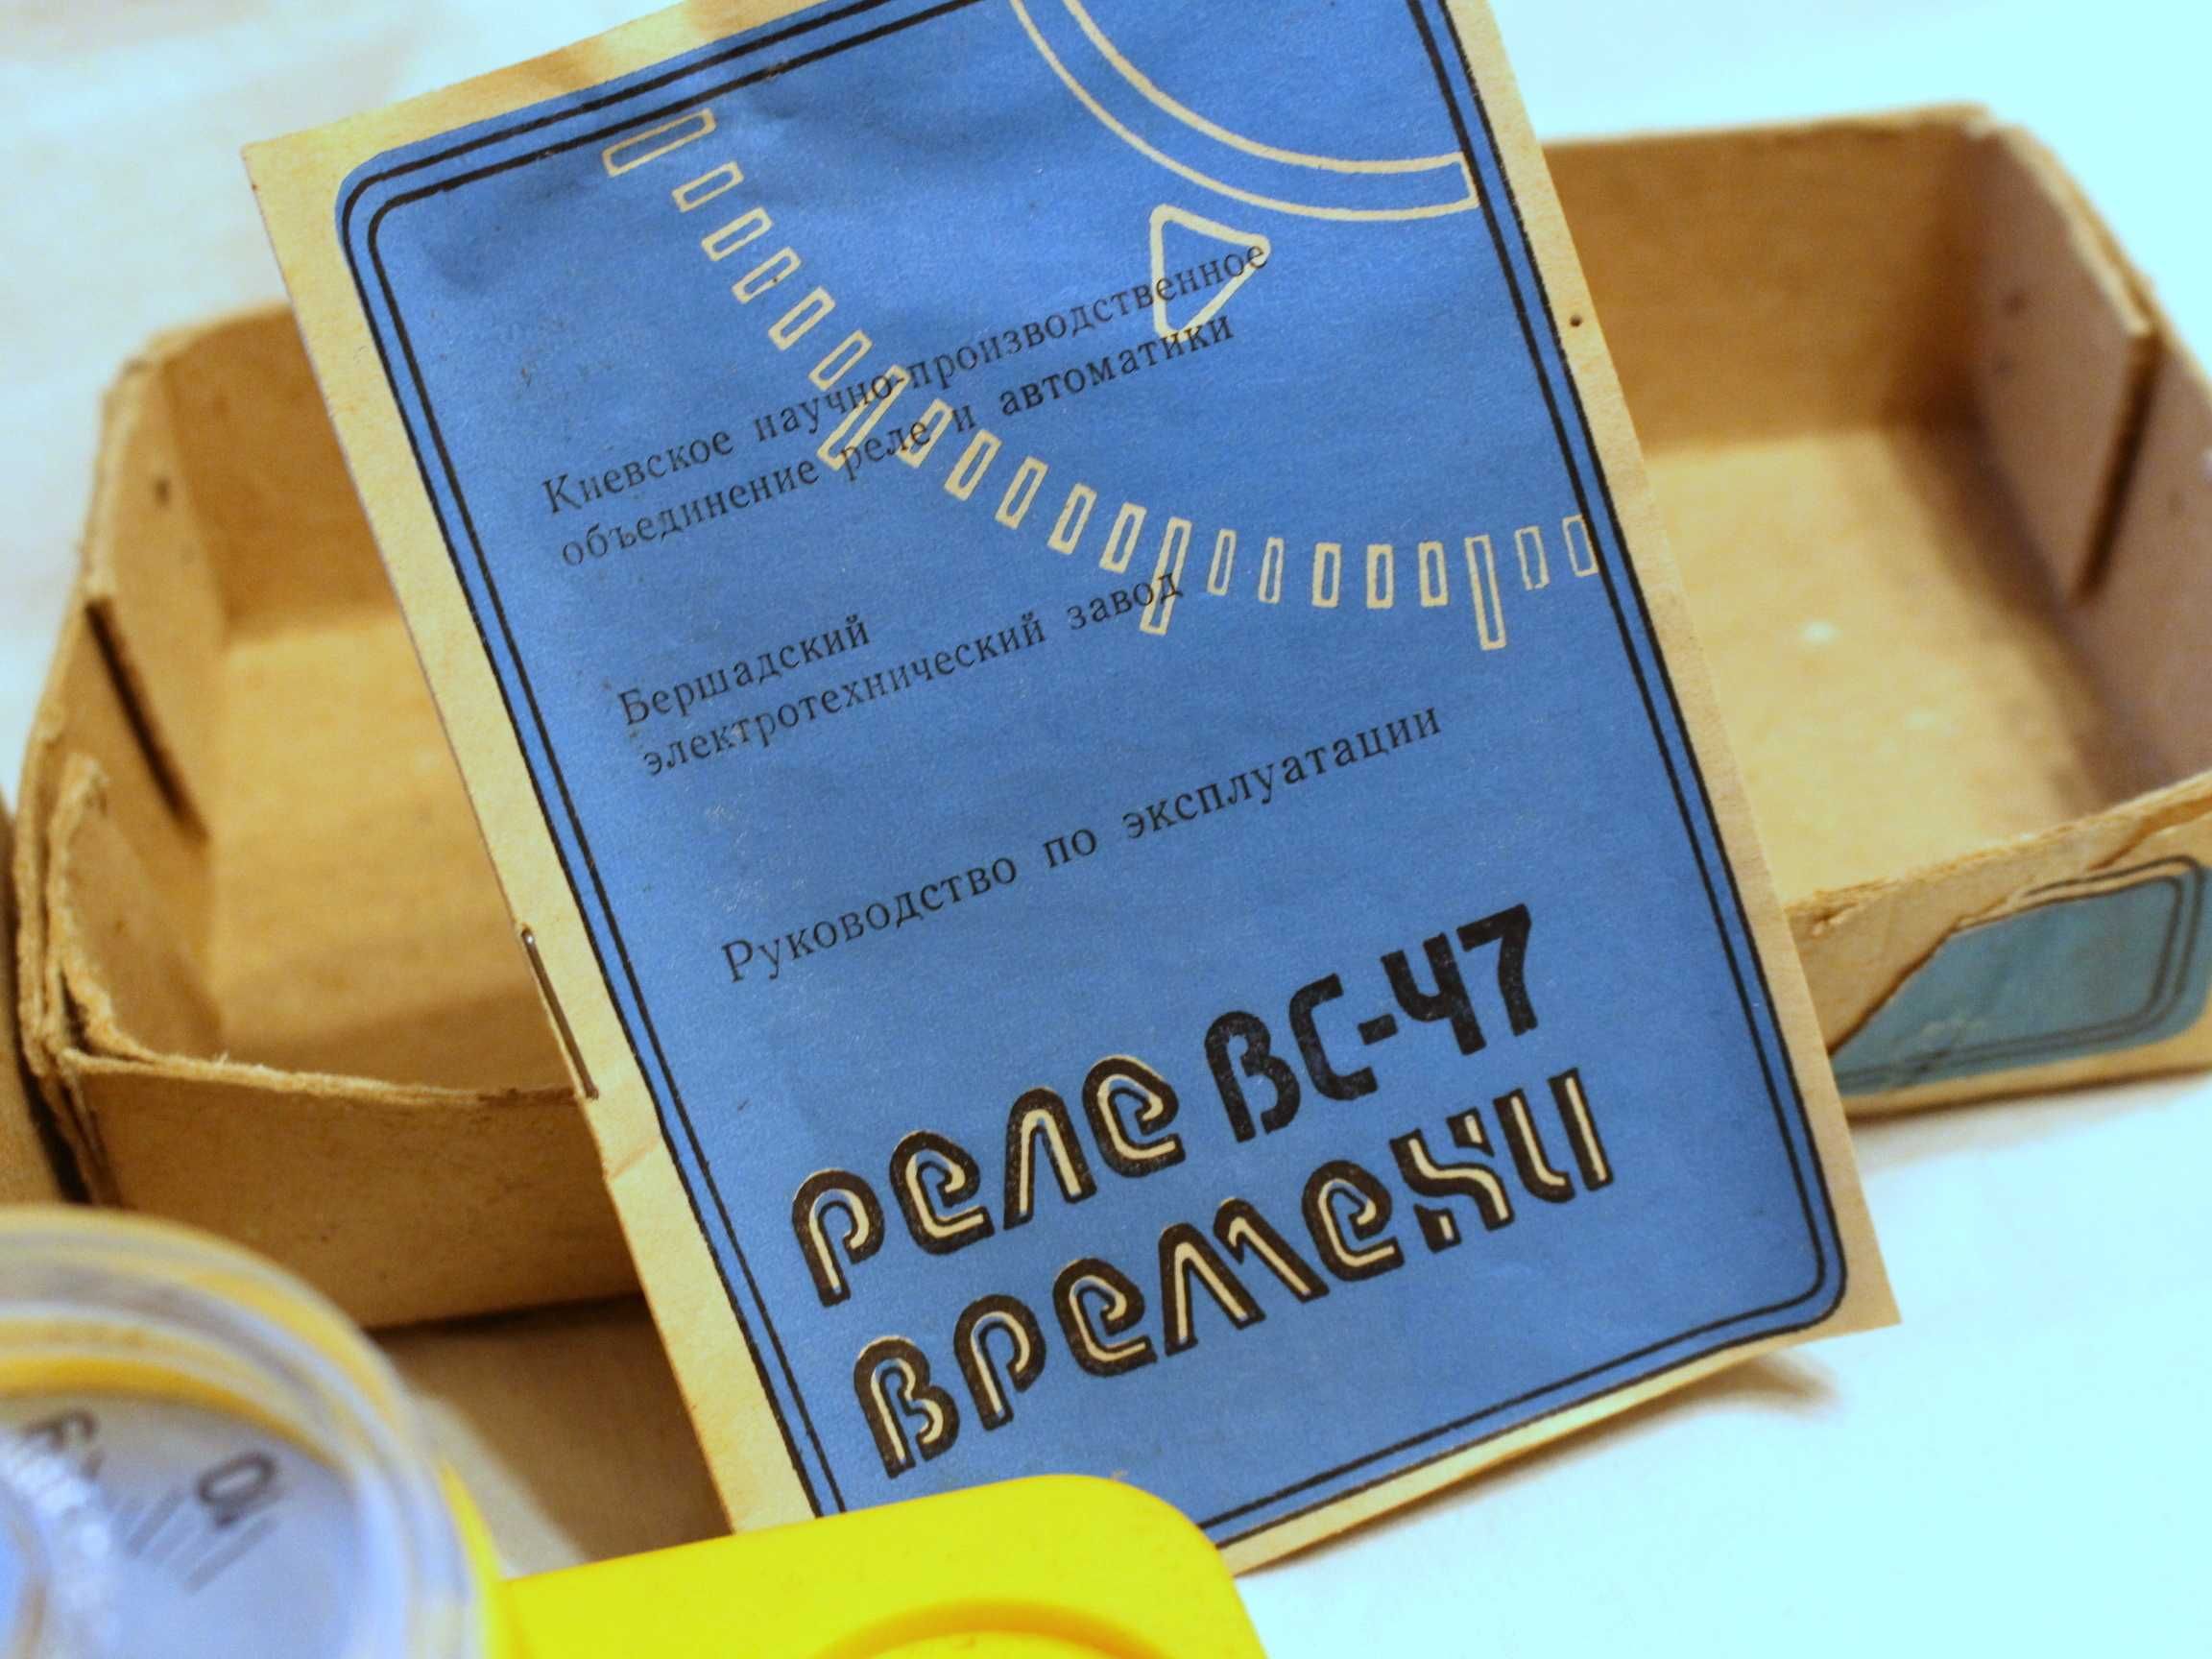 Киевское научно-производственное
объединение реле и автоматики
Бершадский
электротехнический завод
Руководство по эксплуатации
реле ВС-47
времени